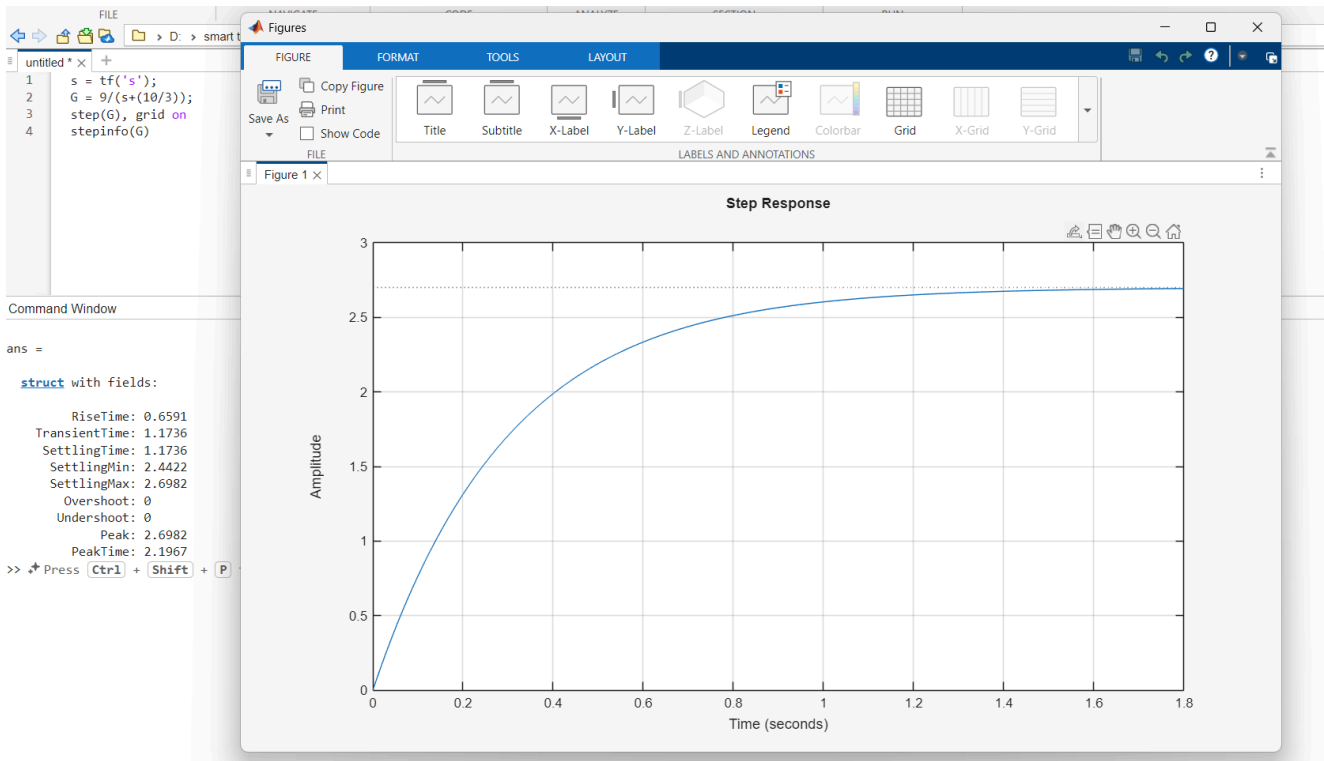 FILE
NAVIGATE
CODE
ANALYZE
SECTION
RUN
D: › smart t
untitled * ×
+
1 s = tf('s');
2 G = 9/(s+(10/3));
3 step(G), grid on
4 stepinfo(G)
Command Window
ans =
struct with fields:
RiseTime: 0.6591
TransientTime: 1.1736
SettlingTime: 1.1736
SettlingMin: 2.4422
SettlingMax: 2.6982
Overshoot: 0
Undershoot: 0
Peak: 2.6982
PeakTime: 2.1967
>> Press Ctrl + Shift + P
Figures
FIGURE FORMAT TOOLS LAYOUT
Save As
Copy Figure
Print
Show Code
FILE
Title Subtitle X-Label Y-Label Z-Label Legend Colorbar Grid X-Grid Y-Grid
LABELS AND ANNOTATIONS
Figure 1 ×
Step Response
3
2.5
2
1.5
1
0.5
0
Amplitude
0 0.2 0.4 0.6 0.8 1 1.2 1.4 1.6 1.8
Time (seconds)